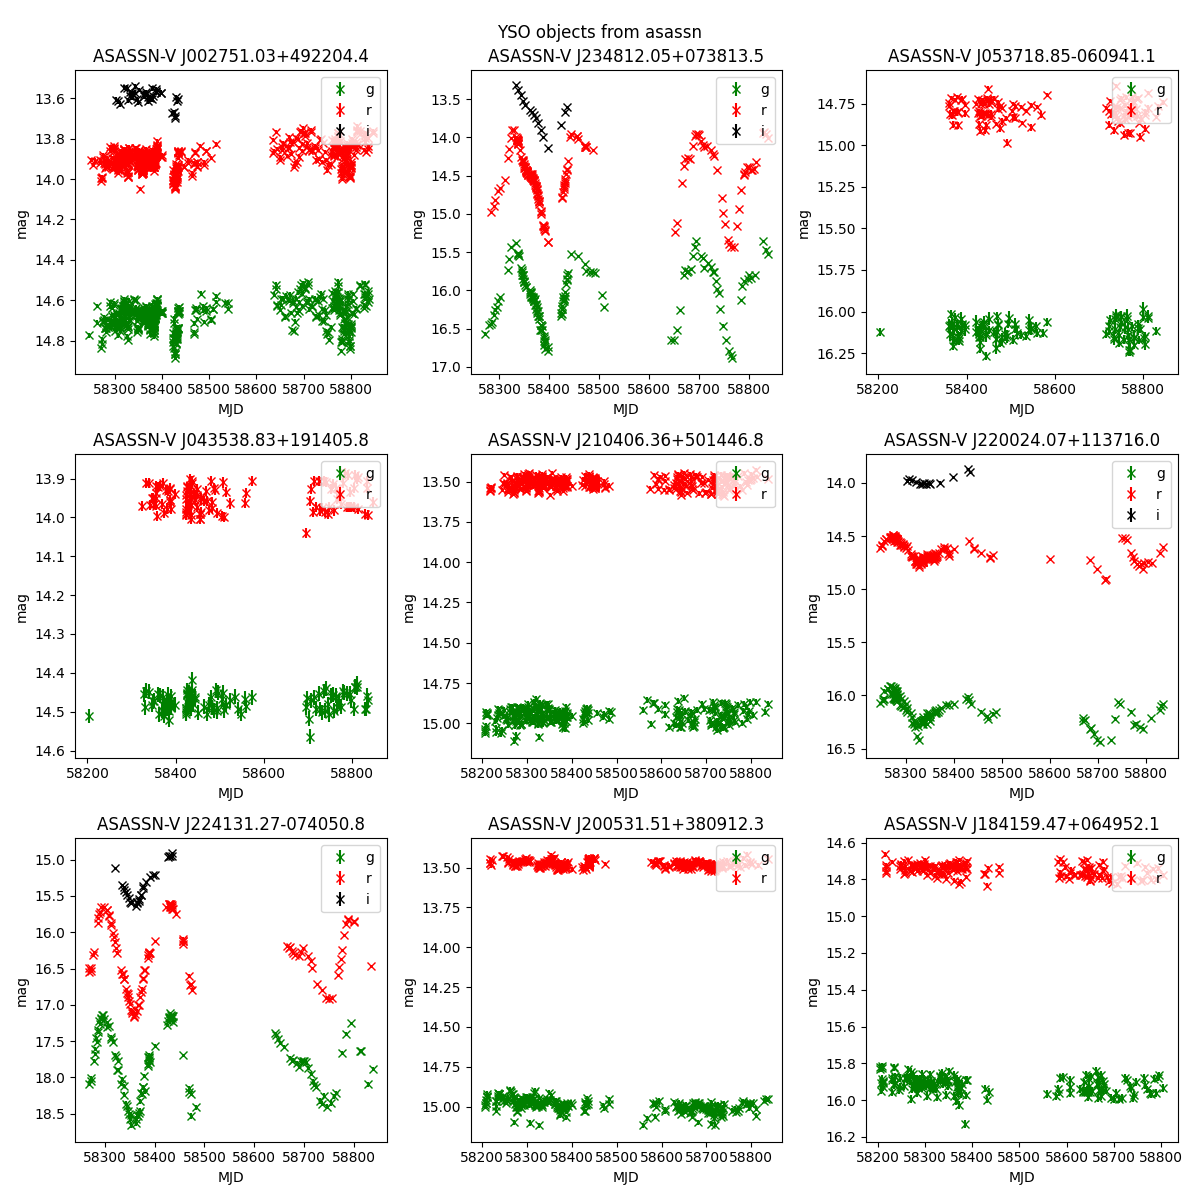 YSO objects from asassn
ASASSN-V J002751.03+492204.4
13.6
13.8
14.0
14.2
14.4
14.6
14.8
mag
58300 58400 58500 58600 58700 58800
MJD
g
r
i
ASASSN-V J234812.05+073813.5
13.5
14.0
14.5
15.0
15.5
16.0
16.5
17.0
mag
58300 58400 58500 58600 58700 58800
MJD
g
r
i
ASASSN-V J053718.85-060941.1
14.75
15.00
15.25
15.50
15.75
16.00
16.25
mag
58200 58400 58600 58800
MJD
g
r
ASASSN-V J043538.83+191405.8
13.9
14.0
14.1
14.2
14.3
14.4
14.5
14.6
mag
58200 58400 58600 58800
MJD
g
r
ASASSN-V J210406.36+501446.8
13.50
13.75
14.00
14.25
14.50
14.75
15.00
mag
58200 58300 58400 58500 58600 58700 58800
MJD
g
r
ASASSN-V J220024.07+113716.0
14.0
14.5
15.0
15.5
16.0
16.5
mag
58300 58400 58500 58600 58700 58800
MJD
g
r
i
ASASSN-V J224131.27-074050.8
15.0
15.5
16.0
16.5
17.0
17.5
18.0
18.5
mag
58300 58400 58500 58600 58700 58800
MJD
g
r
i
ASASSN-V J200531.51+380912.3
13.50
13.75
14.00
14.25
14.50
14.75
15.00
mag
58200 58300 58400 58500 58600 58700 58800
MJD
g
r
ASASSN-V J184159.47+064952.1
14.6
14.8
15.0
15.2
15.4
15.6
15.8
16.0
16.2
mag
58200 58300 58400 58500 58600 58700 58800
MJD
g
r